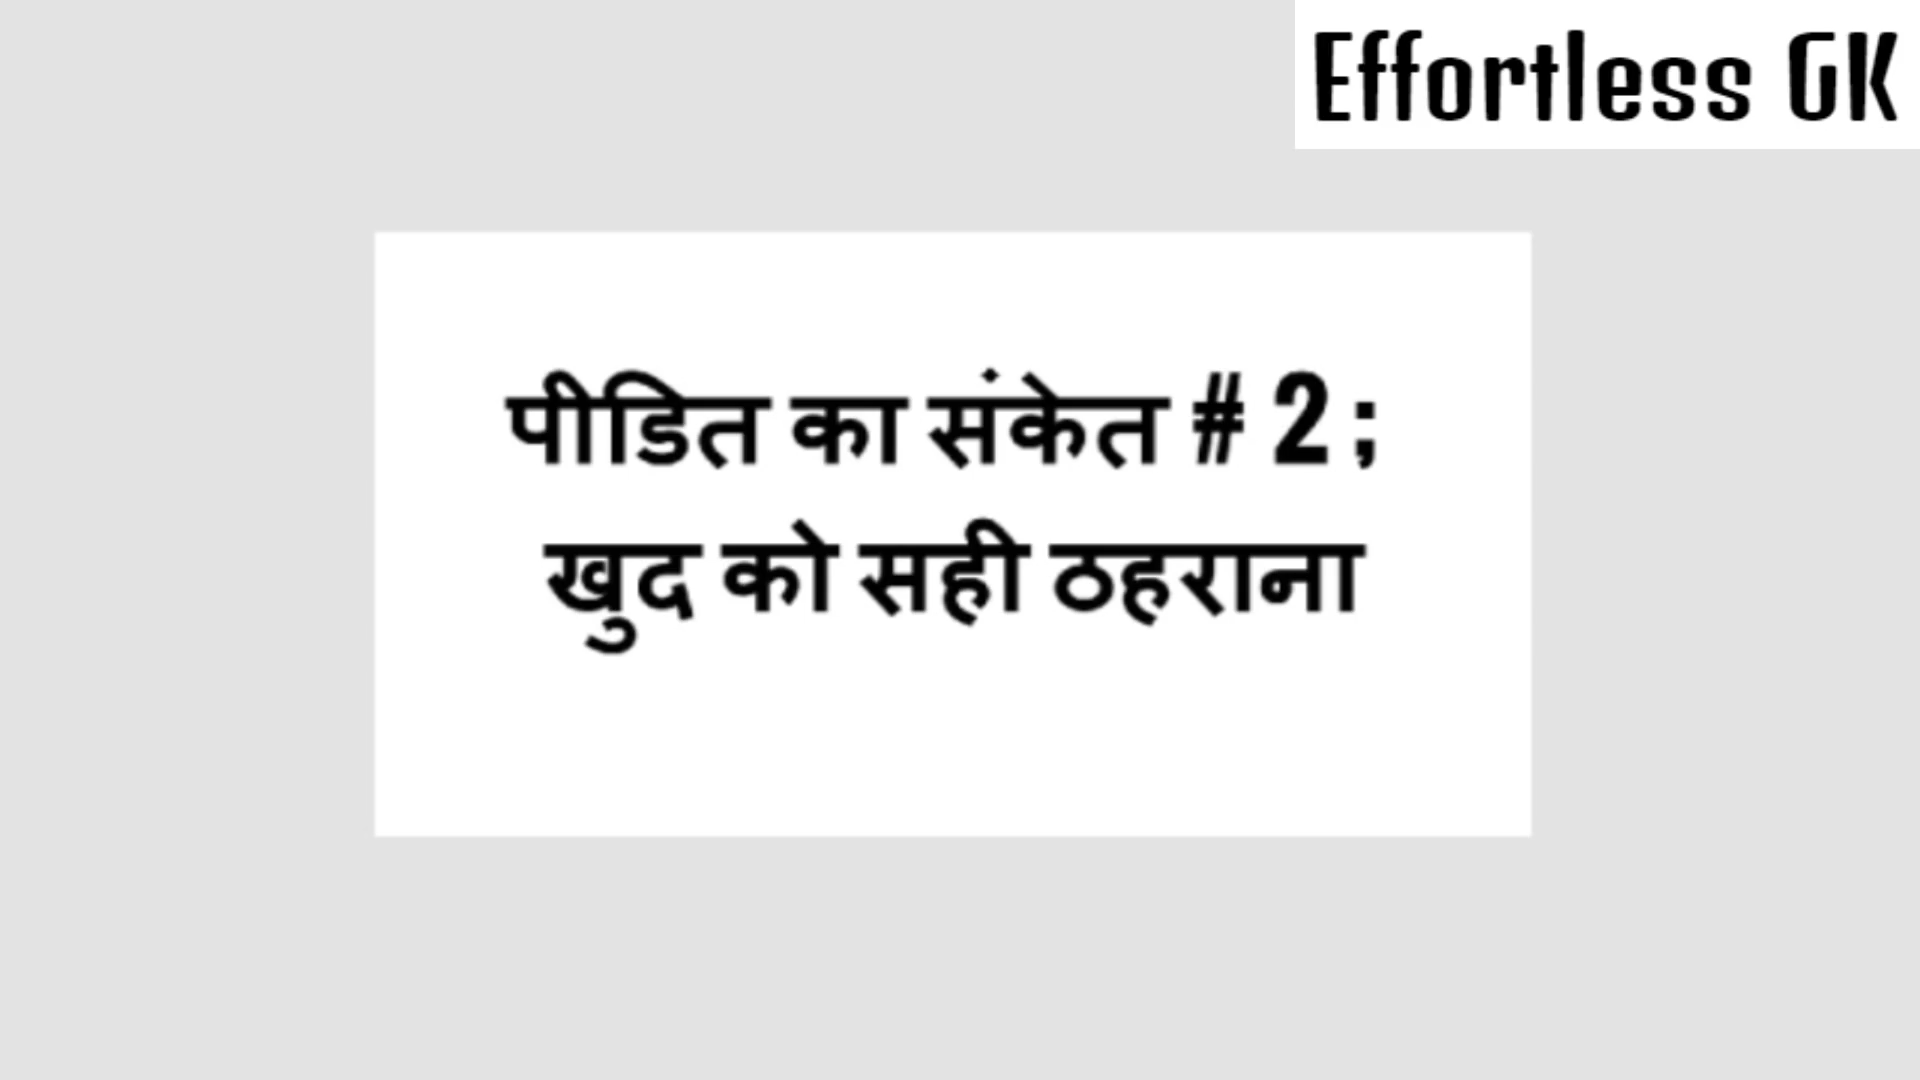 Effortless GK
पीडित का संकेत # 2 ;
खुद को सही ठहराना